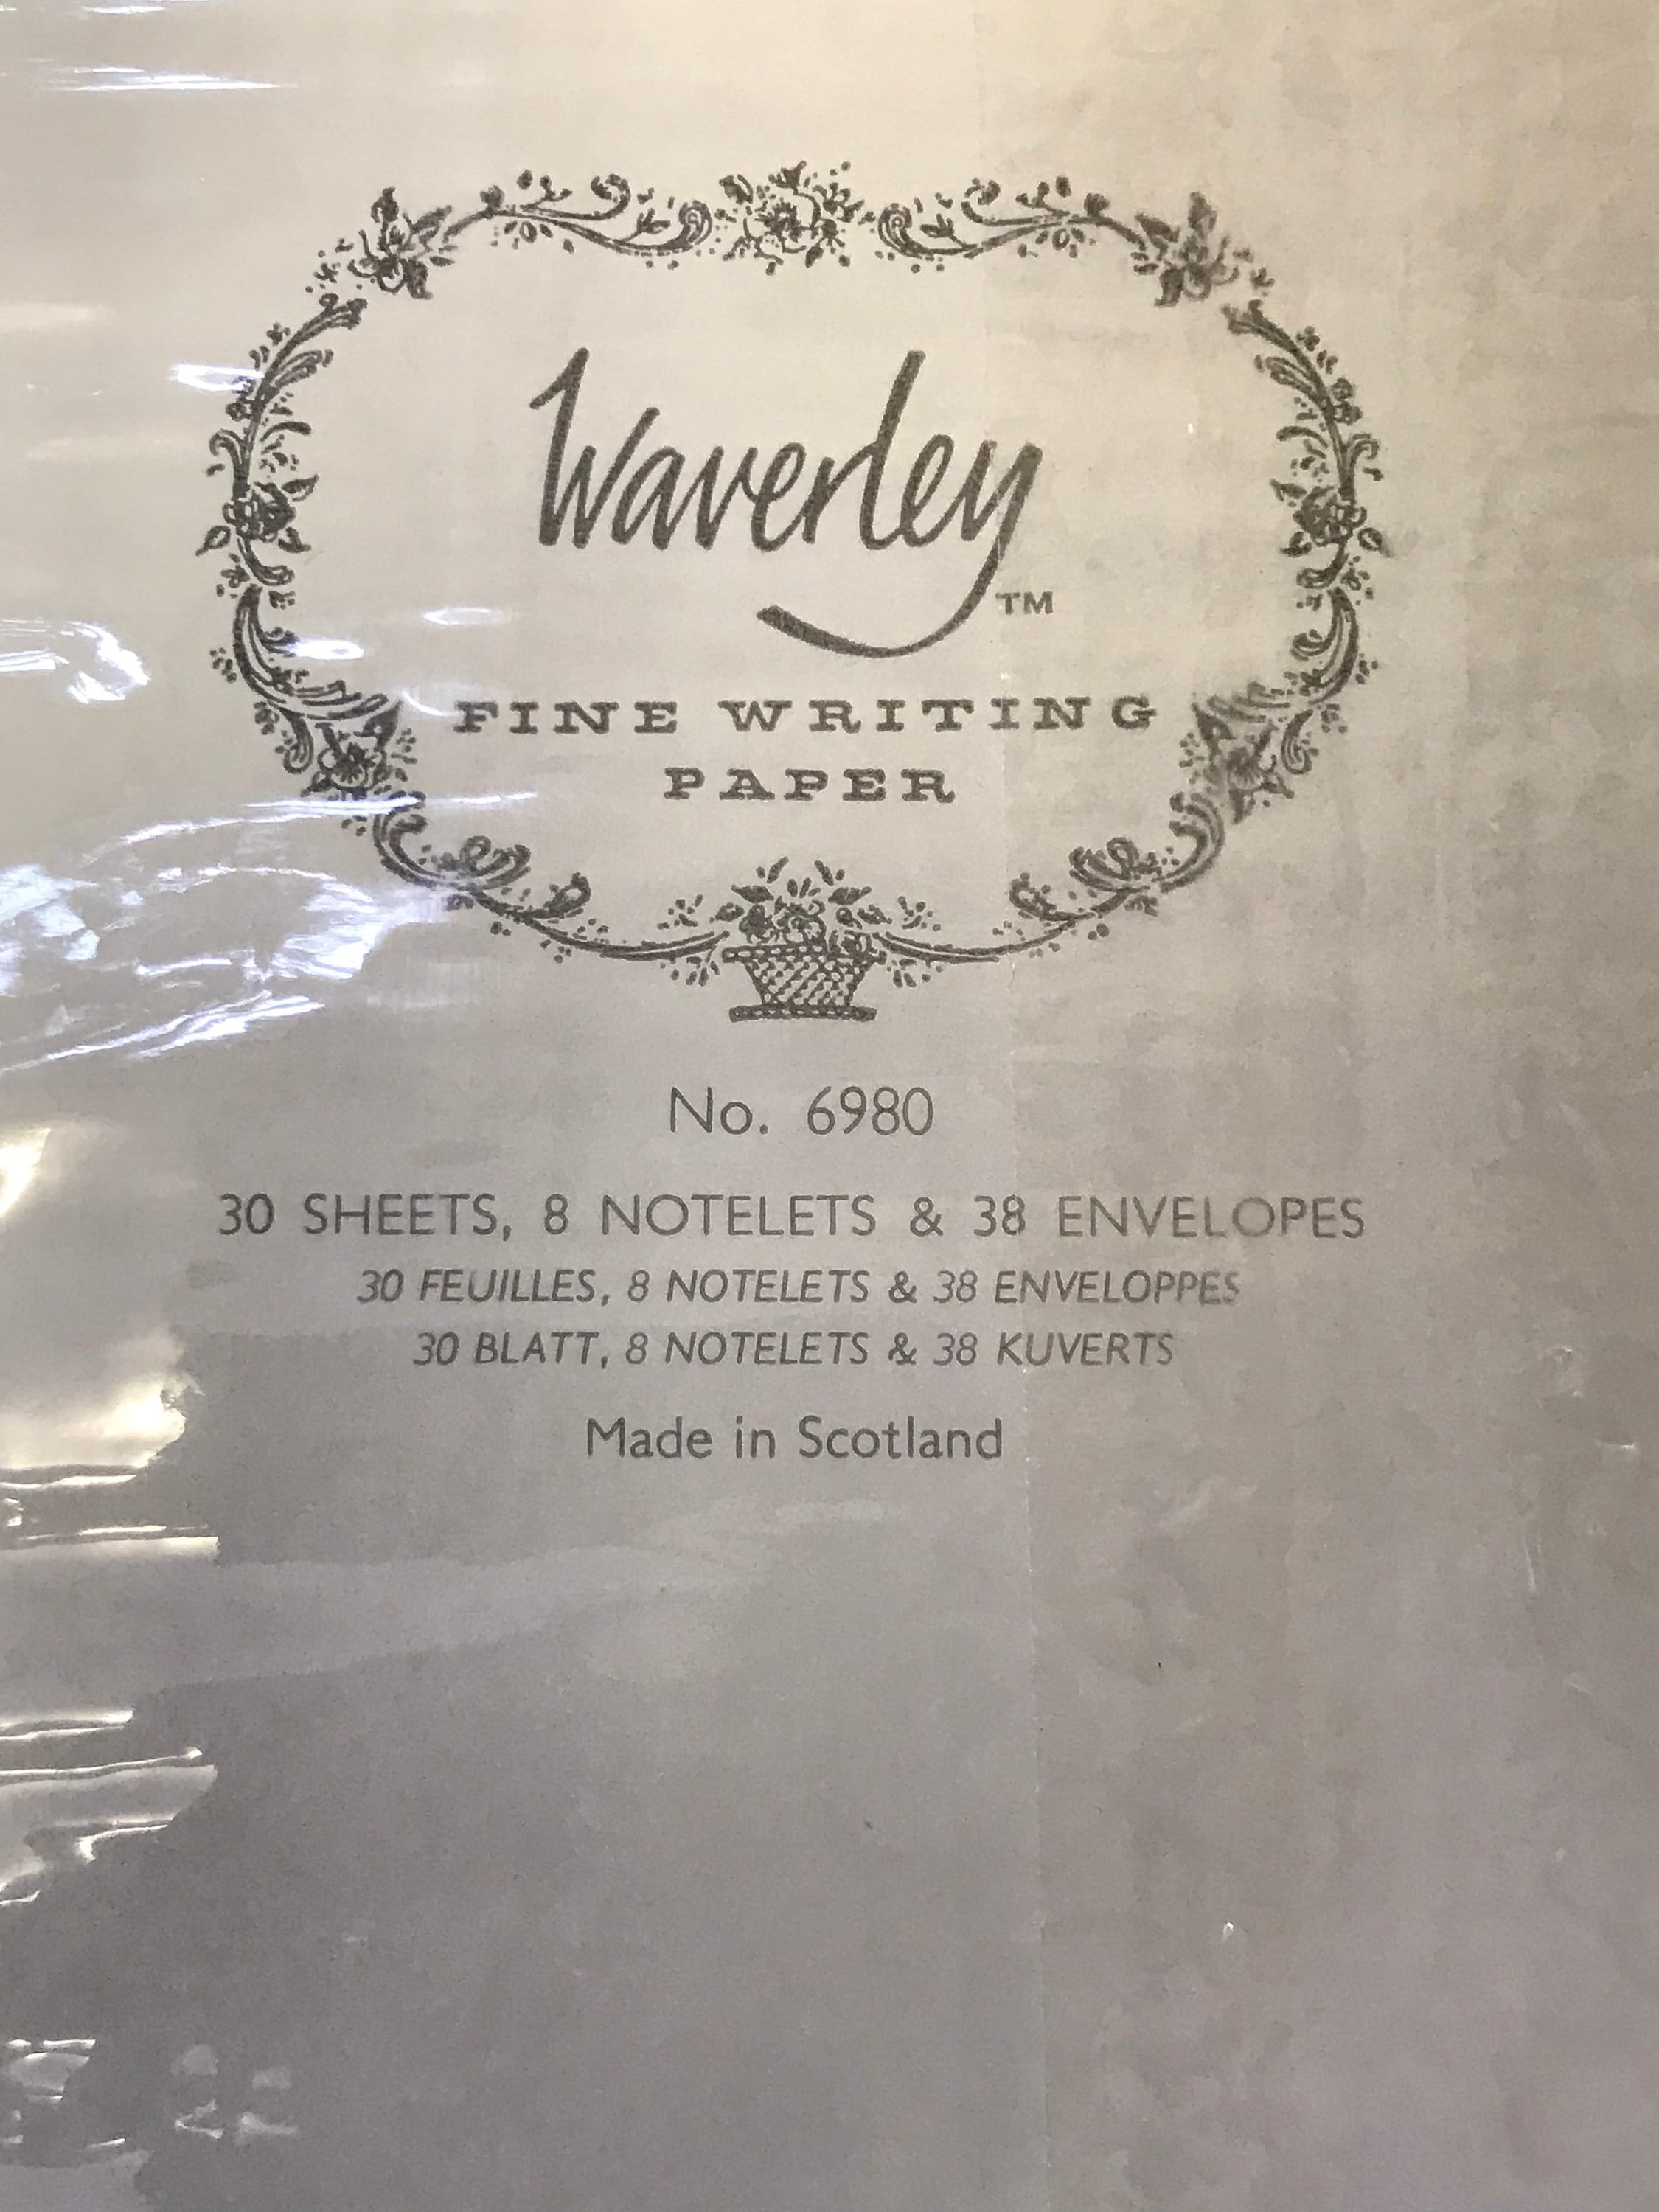 Waverley
TM
FINE WRITING
PAPER
No. 6980
30 SHEETS, 8 NOTELETS & 38 ENVELOPES
30 FEUILLES, 8 NOTELETS & 38 ENVELOPPES
30 BLATT, 8 NOTELETS & 38 KUVERTS
Made in Scotland